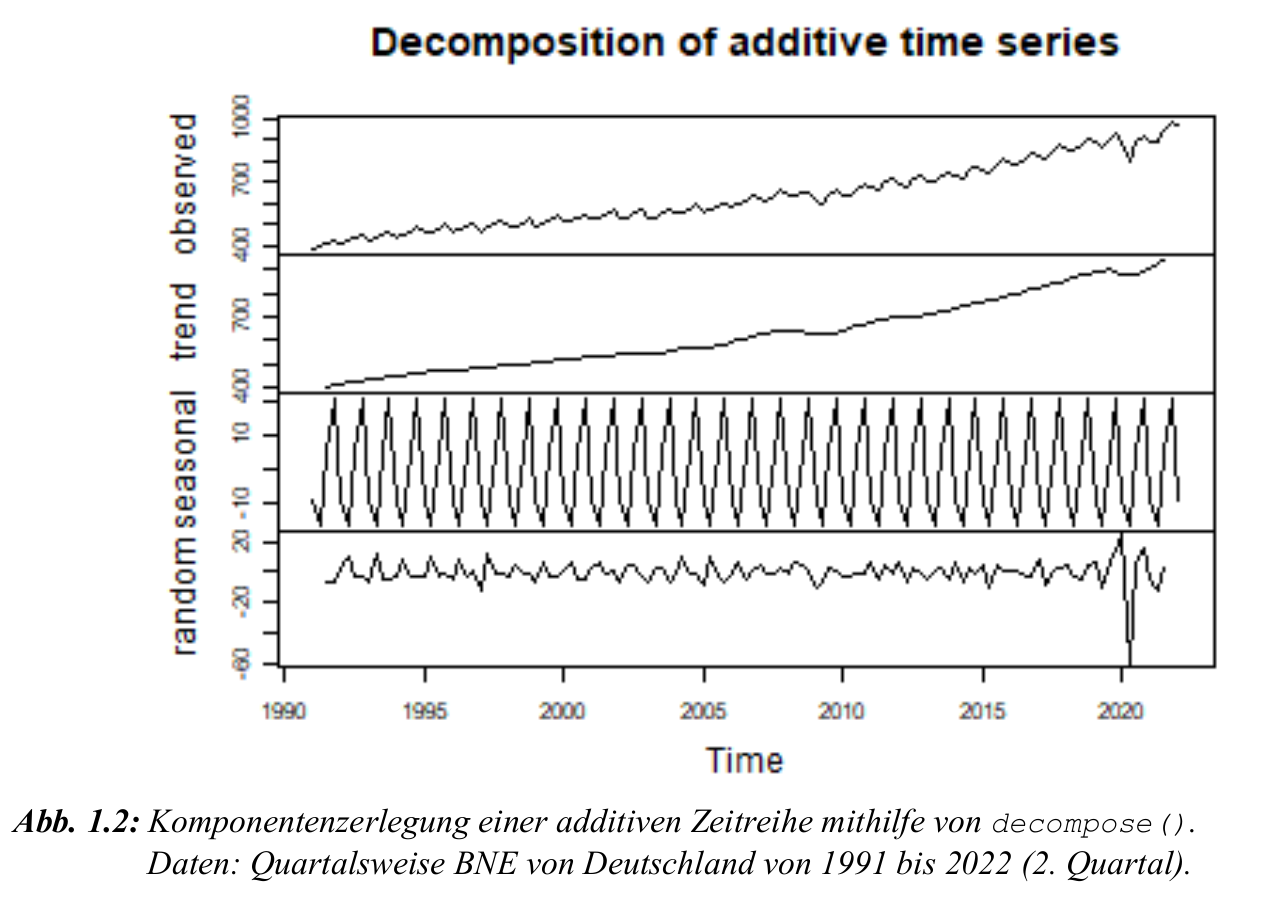 Decomposition of additive time series
observed
1000
700
400
trend
700
400
seasonal
10
-10
random
20
-20
-60
1990 1995 2000 2005 2010 2015 2020
Time
Abb. 1.2: Komponentenzerlegung einer additiven Zeitreihe mithilfe von decompose().
Daten: Quartalsweise BNE von Deutschland von 1991 bis 2022 (2. Quartal).